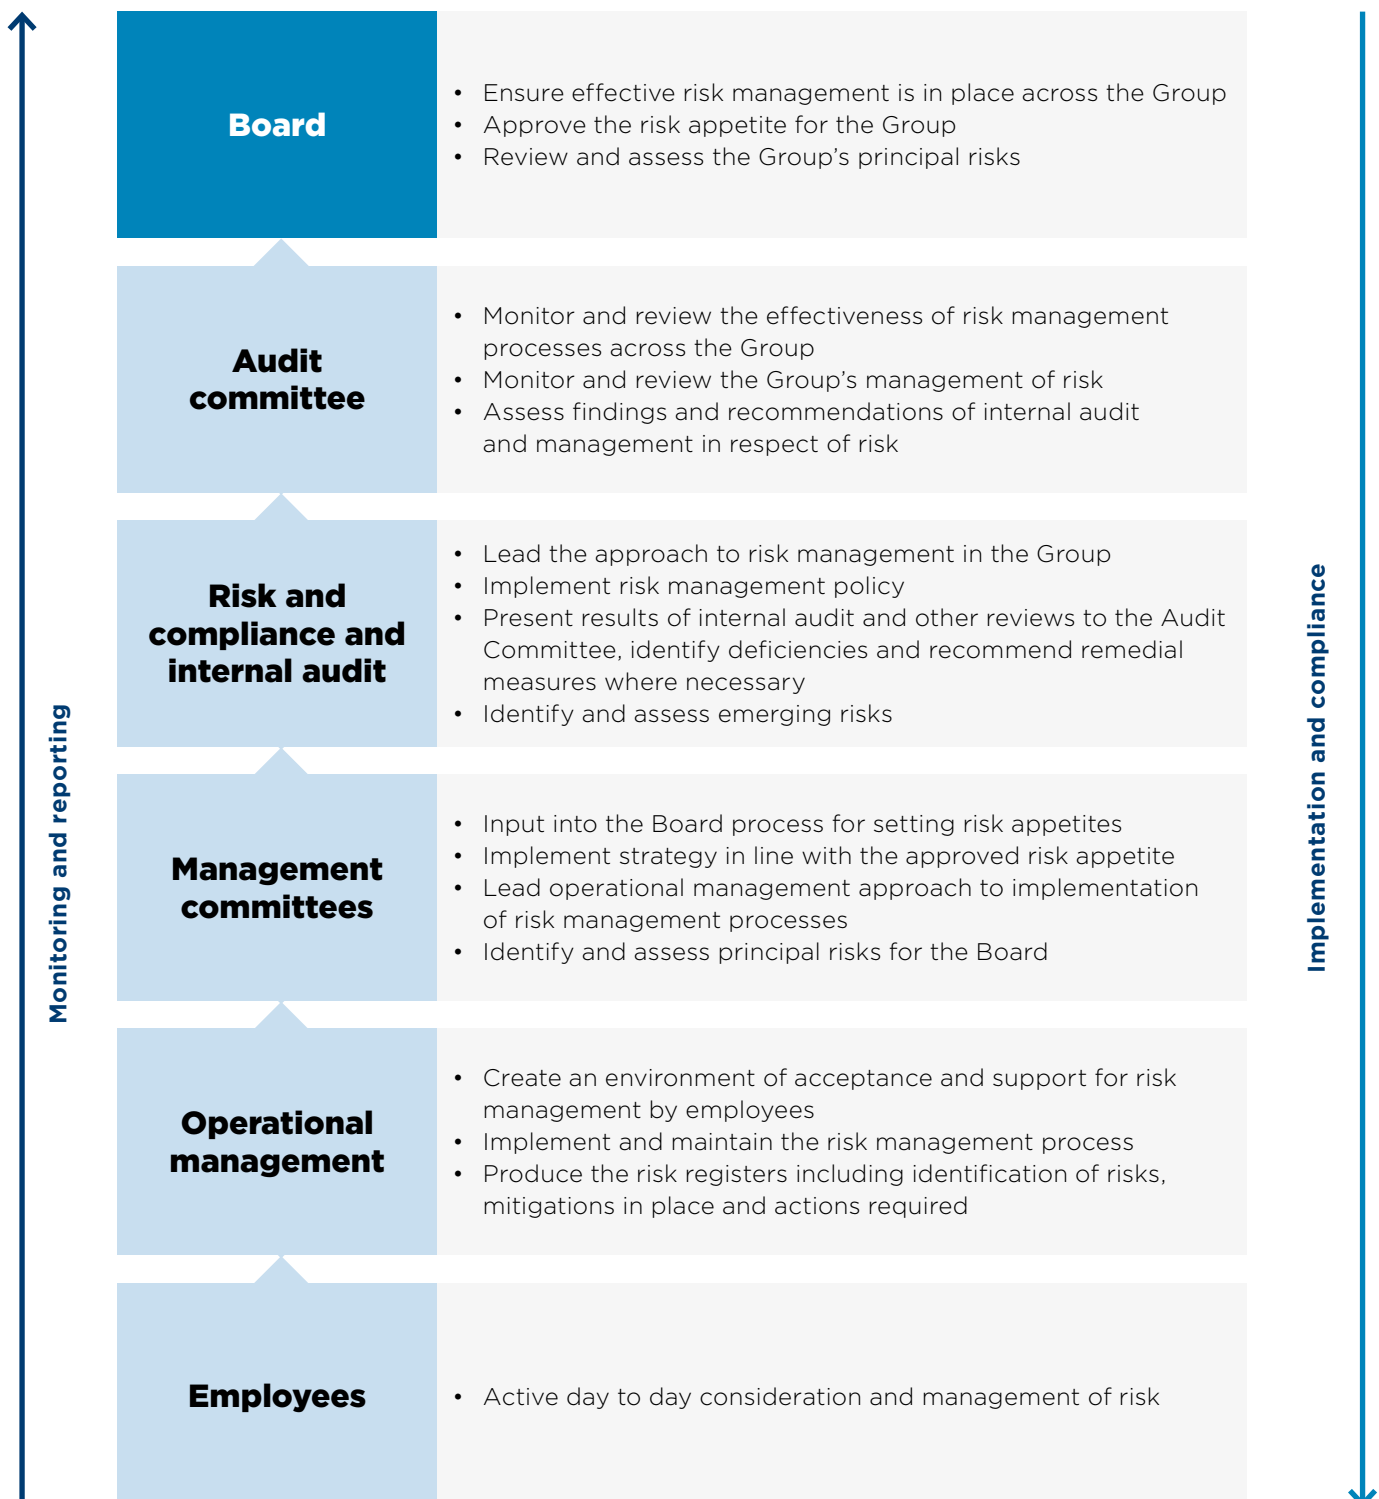 Board
• Ensure effective risk management is in place across the Group
• Approve the risk appetite for the Group
• Review and assess the Group’s principal risks
Audit
committee
• Monitor and review the effectiveness of risk management
processes across the Group
• Monitor and review the Group’s management of risk
• Assess findings and recommendations of internal audit
and management in respect of risk
Risk and
compliance and
internal audit
• Lead the approach to risk management in the Group
• Implement risk management policy
• Present results of internal audit and other reviews to the Audit
Committee, identify deficiencies and recommend remedial
measures where necessary
• Identify and assess emerging risks
Management
committees
• Input into the Board process for setting risk appetites
• Implement strategy in line with the approved risk appetite
• Lead operational management approach to implementation
of risk management processes
• Identify and assess principal risks for the Board
Operational
management
• Create an environment of acceptance and support for risk
management by employees
• Implement and maintain the risk management process
• Produce the risk registers including identification of risks,
mitigations in place and actions required
Employees
• Active day to day consideration and management of risk
Monitoring and reporting
Implementation and compliance